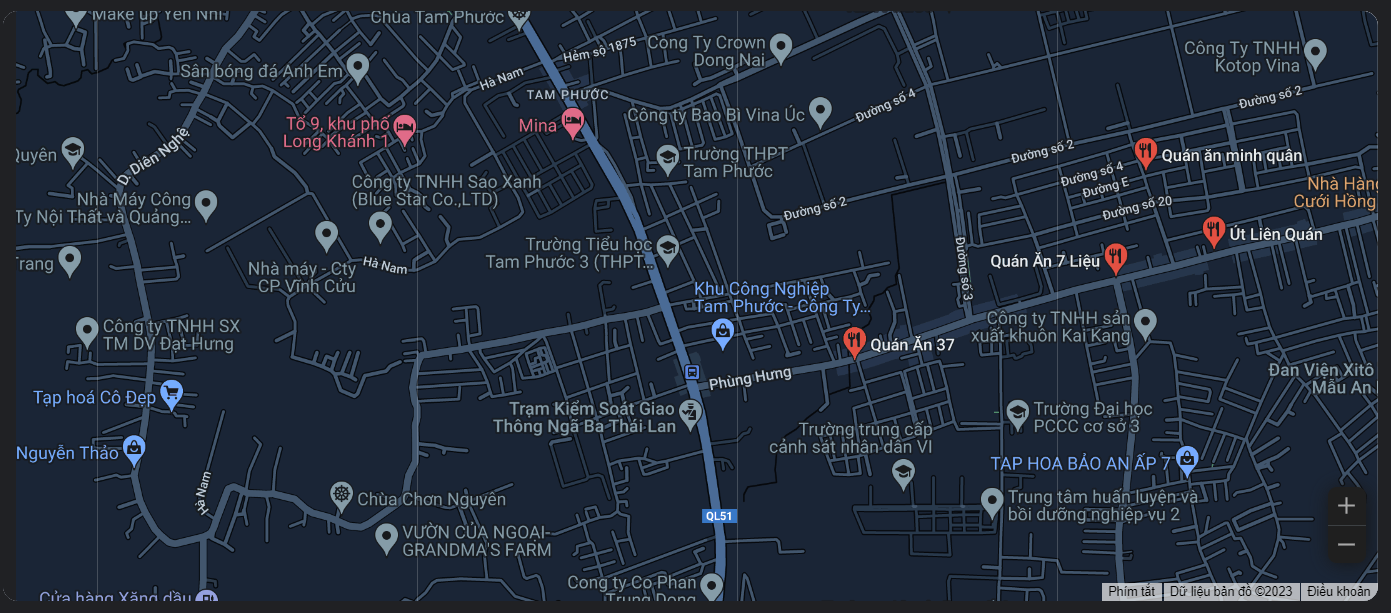 Make up Yến Nhi
Chùa Tam Phước
Hẻm số 1875
Cong Ty Crown
Dong Nai
Công Ty TNHH
Kotop Vina
Sân bóng đá Anh Em
Hà Nam
TAM PHƯỚC
Đường số 4
Đường số 2
Tổ 9, khu phố
Long Khánh 1
Mina
Công ty Bao Bì Vina Úc
Quyên
D. Diên Nghệ
Trường THPT
Tam Phước
Đường số 2
Quán ăn minh quân
Công ty TNHH Sao Xanh
(Blue Star Co.,LTD)
Đường số 4
Đường E
Nhà Máy Công
Ty Nội Thất và Quảng...
Đường số 2
Đường số 20
Nhà Hàng
Cưới Hồng
Trang
Nhà máy - Cty
CP Vĩnh Cửu
Hà Nam
Trường Tiểu học
Tam Phước 3 (THPT...
Đường số 3
Quán Ăn 7 Liệu
Út Liên Quán
Khu Công Nghiệp
Tam Phước - Công Ty...
Công ty TNHH SX
TM DV Đạt Hưng
Quán Ăn 37
Công ty TNHH sản
xuất khuôn Kai Kang
Phùng Hưng
Đan Viện Xitô
Mẫu An
Tạp hoá Cô Đẹp
Trạm Kiểm Soát Giao
Thông Ngã Ba Thái Lan
Trường trung cấp
cảnh sát nhân dân VI
Trường Đại học
PCCC cơ sở 3
Nguyễn Thảo
TAP HOA BẢO AN ẤP 7
Hà Nam
Chùa Chơn Nguyên
Trung tâm huấn luyện và
bồi dưỡng nghiệp vụ 2
QL51
VƯỜN CỦA NGOẠI-
GRANDMA'S FARM
Cong ty Co Phan
Trung Dong
Cửa hàng Xăng dầu
Phím tắt
Dữ liệu bản đồ ©2023
Điều khoản